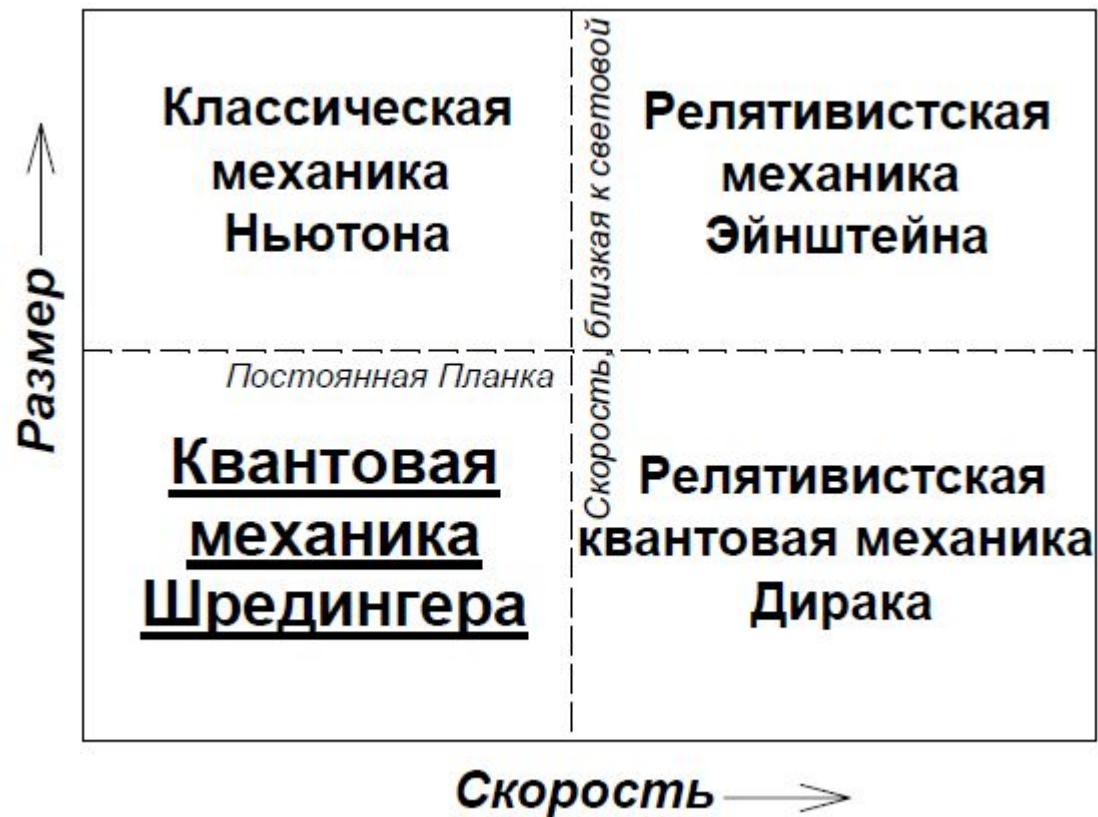 Классическая
механика
Ньютона
Релятивистская
механика
Эйнштейна
Скорость, близкая к световой
Размер
Постоянная Планка
Квантовая
механика
Шредингера
Релятивистская
квантовая механика
Дирака
Скорость